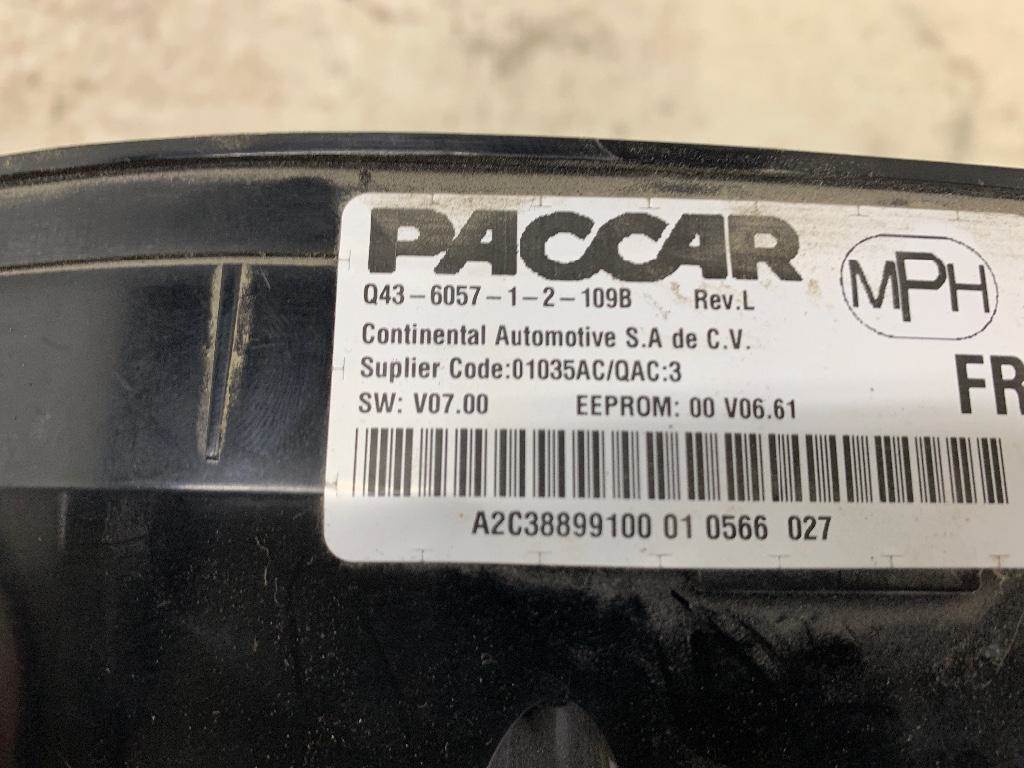 PACCAR
MPH
Q43-6057-1-2-109B Rev.L
Continental Automotive S.A de C.V.
Suplier Code:01035AC/QAC:3
FR
SW: V07.00 EEPROM: 00 V06.61
A2C38899100 01 0566 027